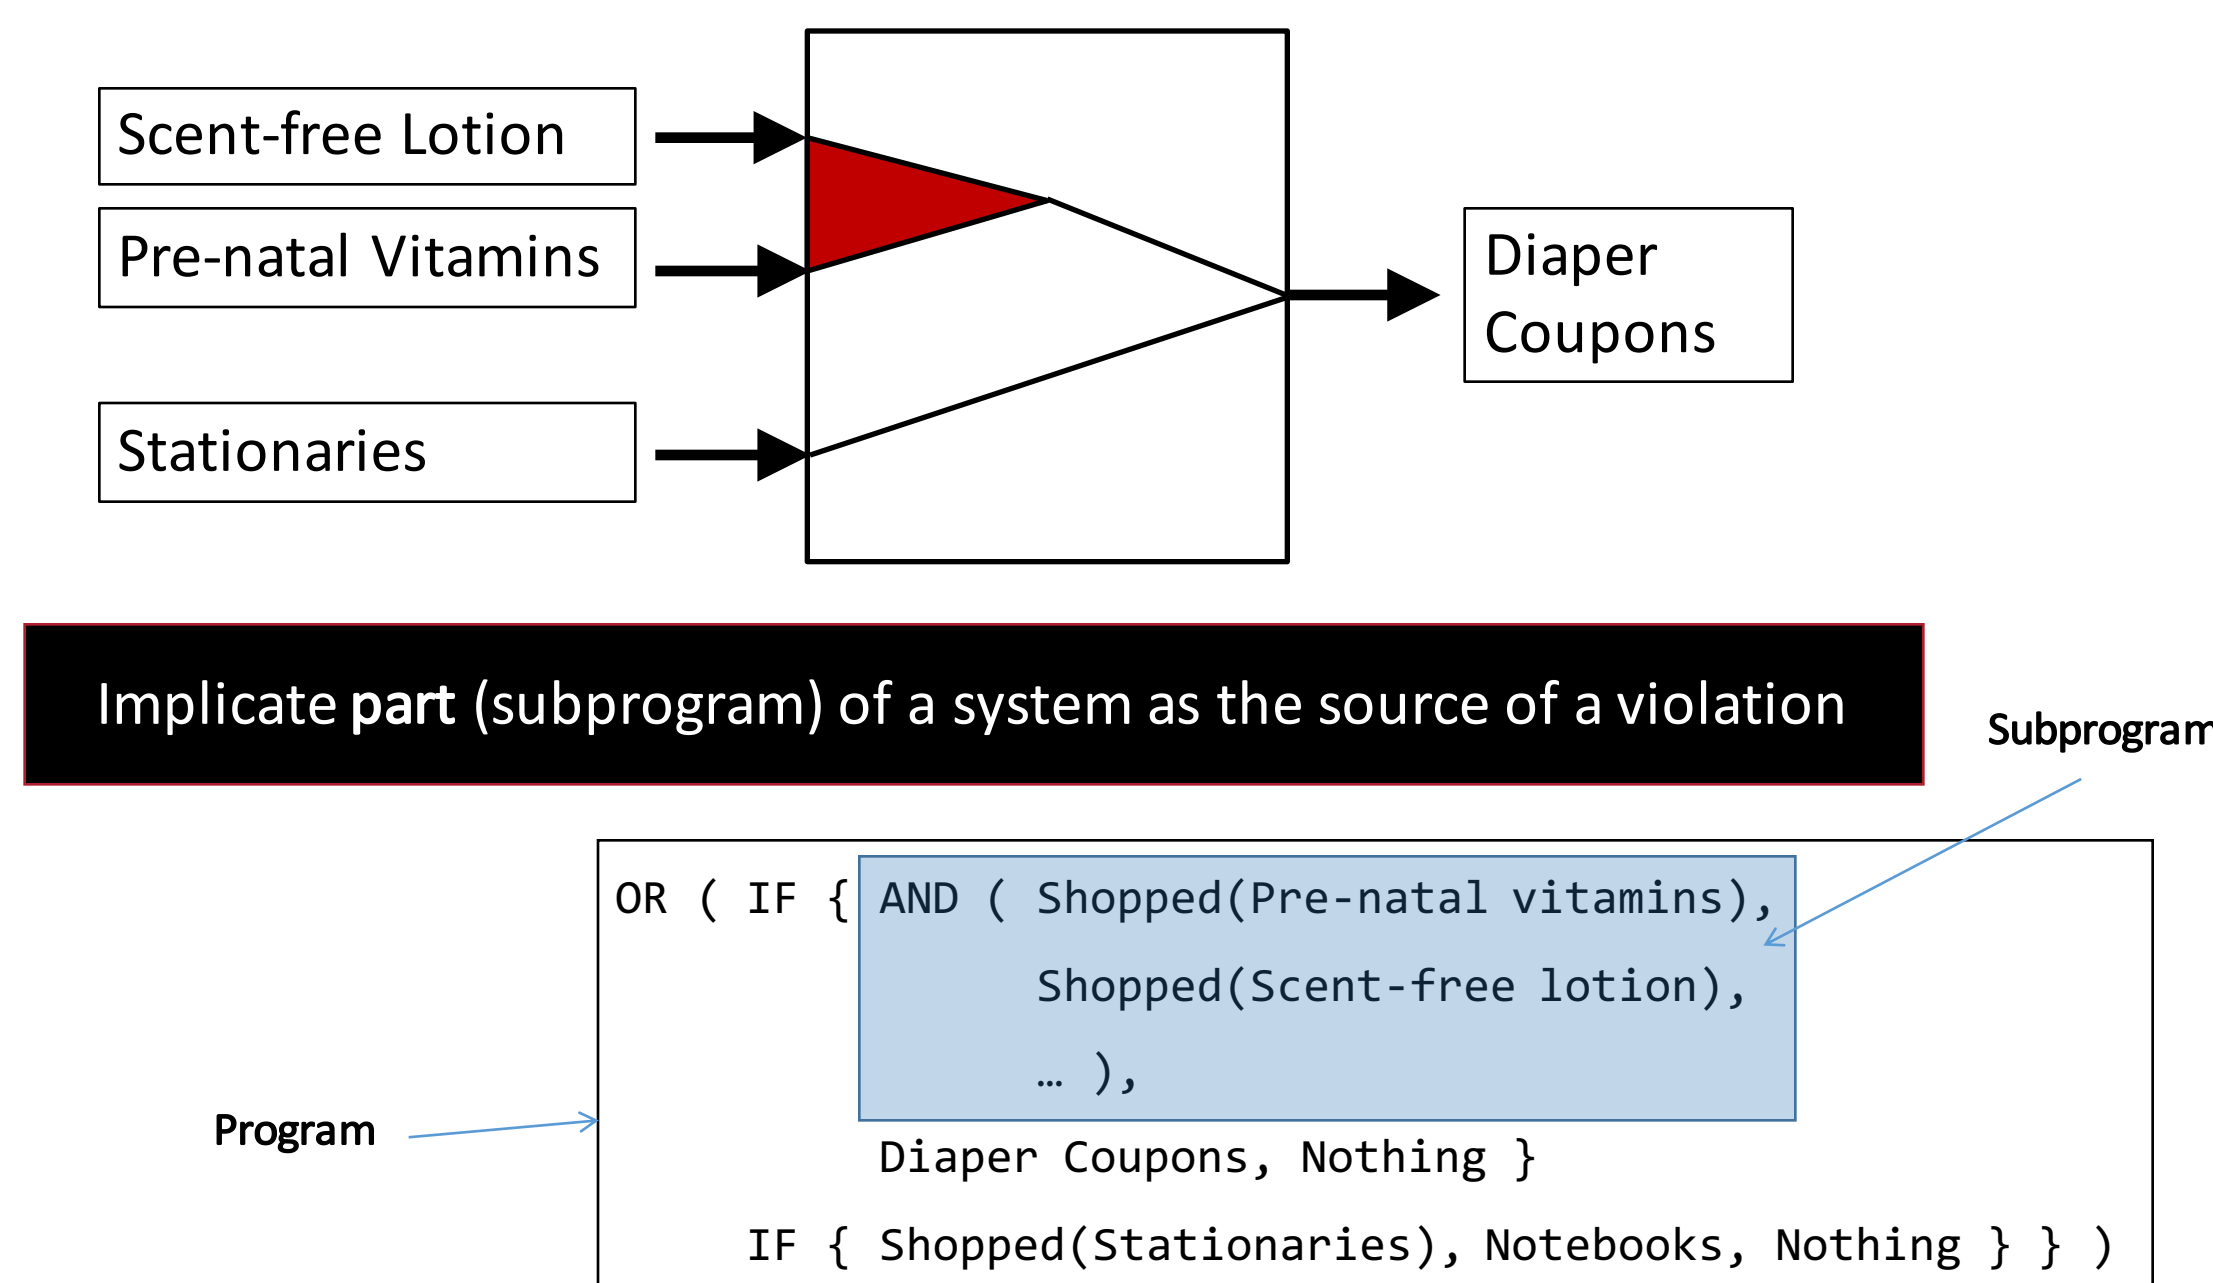 Scent-free Lotion
Pre-natal Vitamins
Stationaries
Diaper
Coupons
Implicate part (subprogram) of a system as the source of a violation
Subprogram
OR ( IF { AND ( Shopped(Pre-natal vitamins),
Shopped(Scent-free lotion),
… ),
Program
Diaper Coupons, Nothing }
IF { Shopped(Stationaries), Notebooks, Nothing } } )